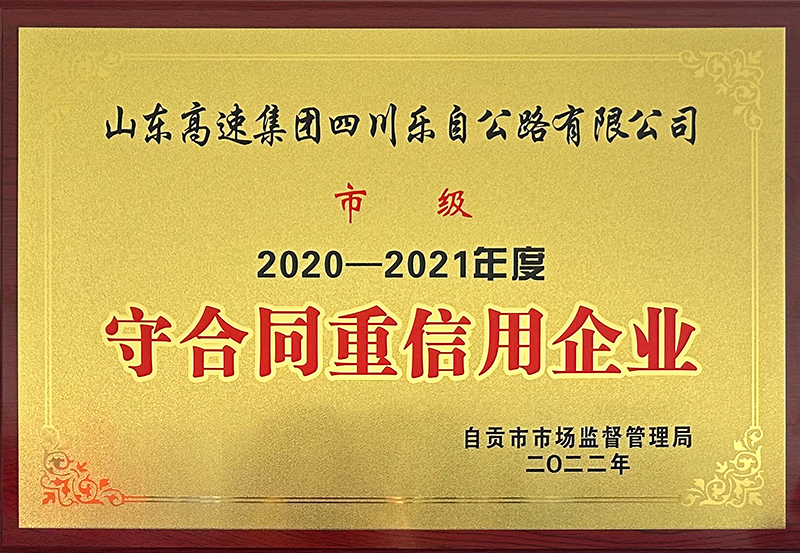 山东高速集团四川乐自公路有限公司
市 级
2020—2021年度
守合同重信用企业
自贡市市场监督管理局
二〇二二年